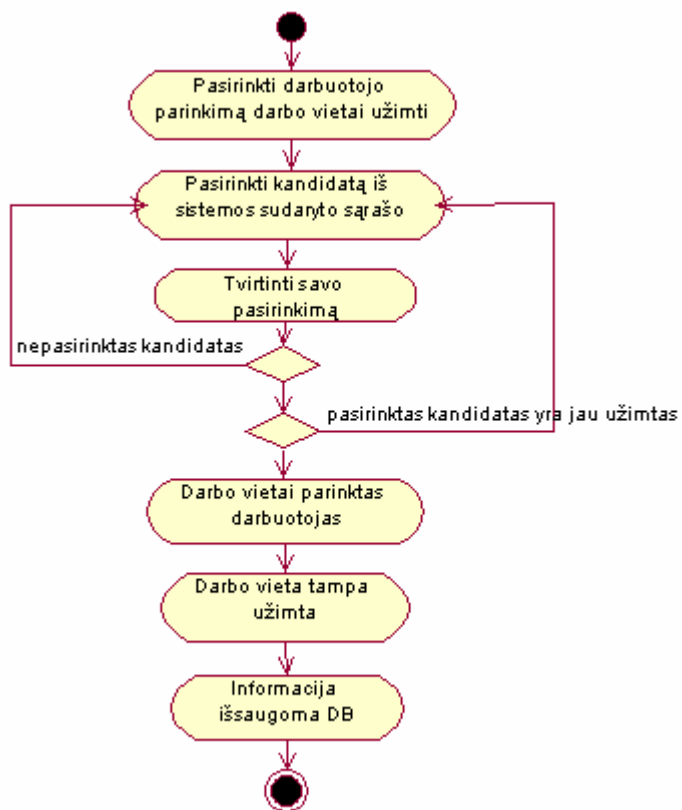 Pasirinkti darbuotojo
parinkimą darbo vietai užimti
Pasirinkti kandidatą iš
sistemos sudaryto sąrašo
Tvirtinti savo
pasirinkimą
nepasirinktas kandidatas
pasirinktas kandidatas yra jau užimtas
Darbo vietai parinktas
darbuotojas
Darbo vieta tampa
užimta
Informacija
išsaugoma DB